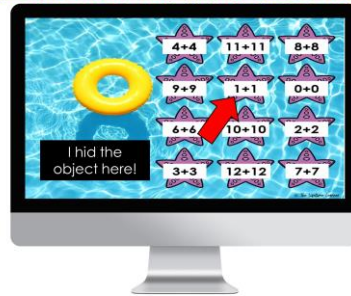 4+4 11+11 8+8
9+9 1+1 0+0
6+6 10+10 2+2
I hid the
object here!
3+3 12+12 7+7